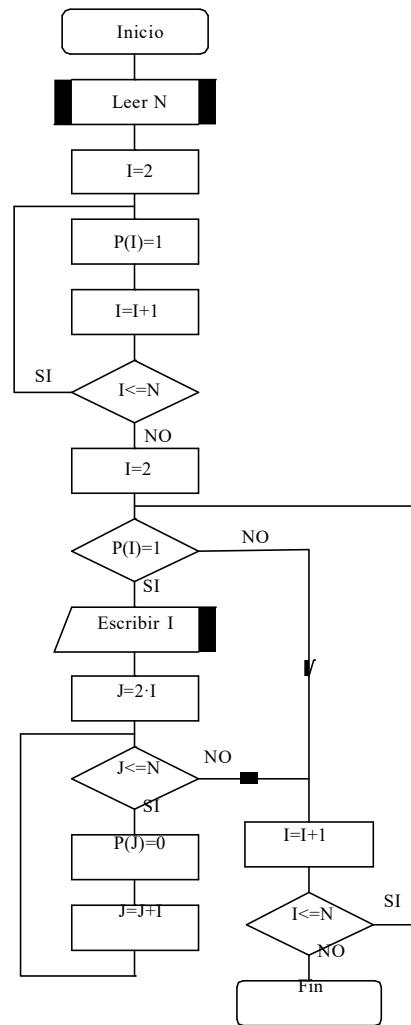 Inicio
Leer N
I=2
P(I)=1
I=I+1
SI
I<=N
NO
I=2
P(I)=1
NO
SI
Escribir I
J=2·I
J<=N
NO
SI
P(J)=0
J=J+I
I=I+1
I<=N
SI
NO
Fin